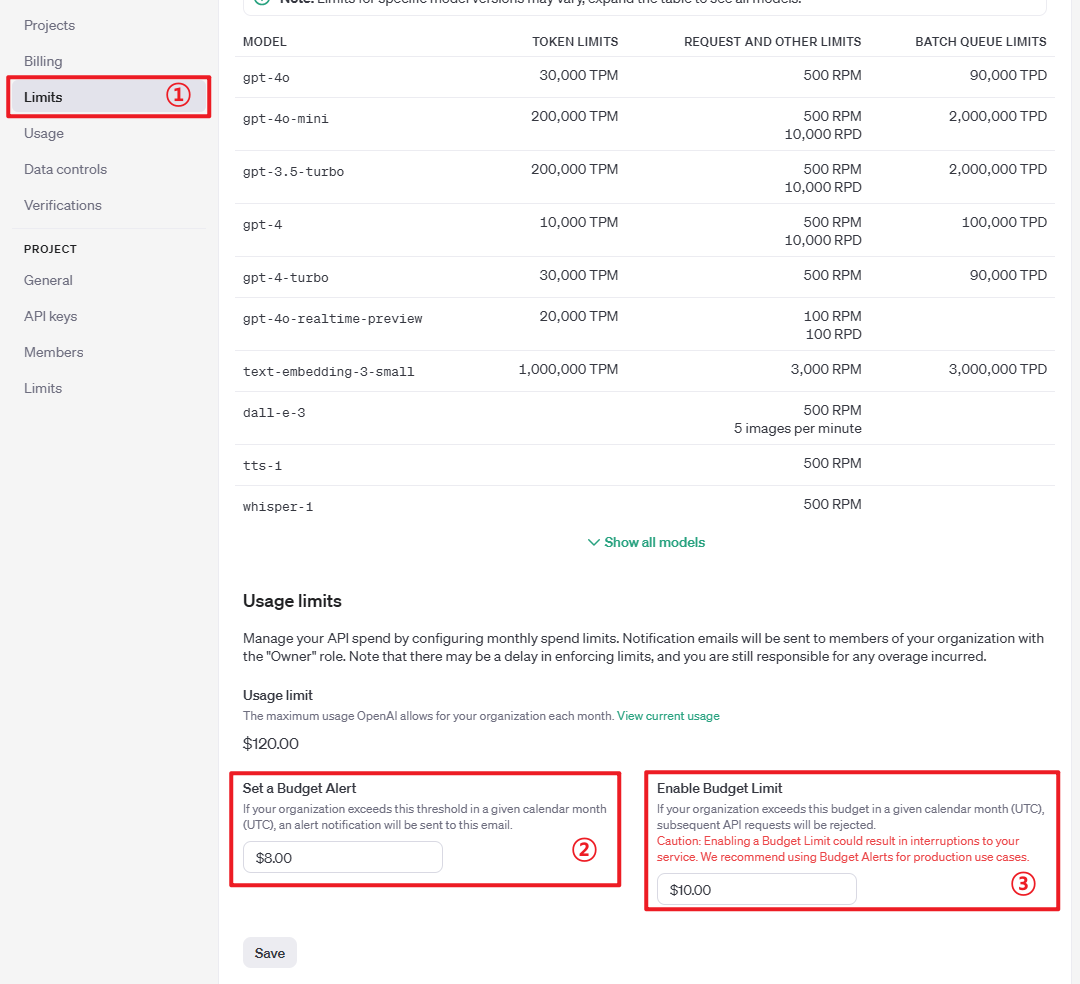 Projects
Billing
Limits ①
Usage
Data controls
Verifications
PROJECT
General
API keys
Members
Limits
Note: Limits for specific model versions may vary, expand the table to see all models.
MODEL TOKEN LIMITS REQUEST AND OTHER LIMITS BATCH QUEUE LIMITS
gpt-4o 30,000 TPM 500 RPM 90,000 TPD
gpt-4o-mini 200,000 TPM 500 RPM 2,000,000 TPD
10,000 RPD
gpt-3.5-turbo 200,000 TPM 500 RPM 2,000,000 TPD
10,000 RPD
gpt-4 10,000 TPM 500 RPM 100,000 TPD
10,000 RPD
gpt-4-turbo 30,000 TPM 500 RPM 90,000 TPD
gpt-4o-realtime-preview 20,000 TPM 100 RPM
100 RPD
text-embedding-3-small 1,000,000 TPM 3,000 RPM 3,000,000 TPD
dall-e-3 500 RPM
5 images per minute
tts-1 500 RPM
whisper-1 500 RPM
Show all models
Usage limits
Manage your API spend by configuring monthly spend limits. Notification emails will be sent to members of your organization with
the "Owner" role. Note that there may be a delay in enforcing limits, and you are still responsible for any overage incurred.
Usage limit
The maximum usage OpenAI allows for your organization each month. View current usage
$120.00
Set a Budget Alert
If your organization exceeds this threshold in a given calendar month
(UTC), an alert notification will be sent to this email.
$8.00 ②
Enable Budget Limit
If your organization exceeds this budget in a given calendar month (UTC),
subsequent API requests will be rejected.
Caution: Enabling a Budget Limit could result in interruptions to your
service. We recommend using Budget Alerts for production use cases.
$10.00 ③
Save